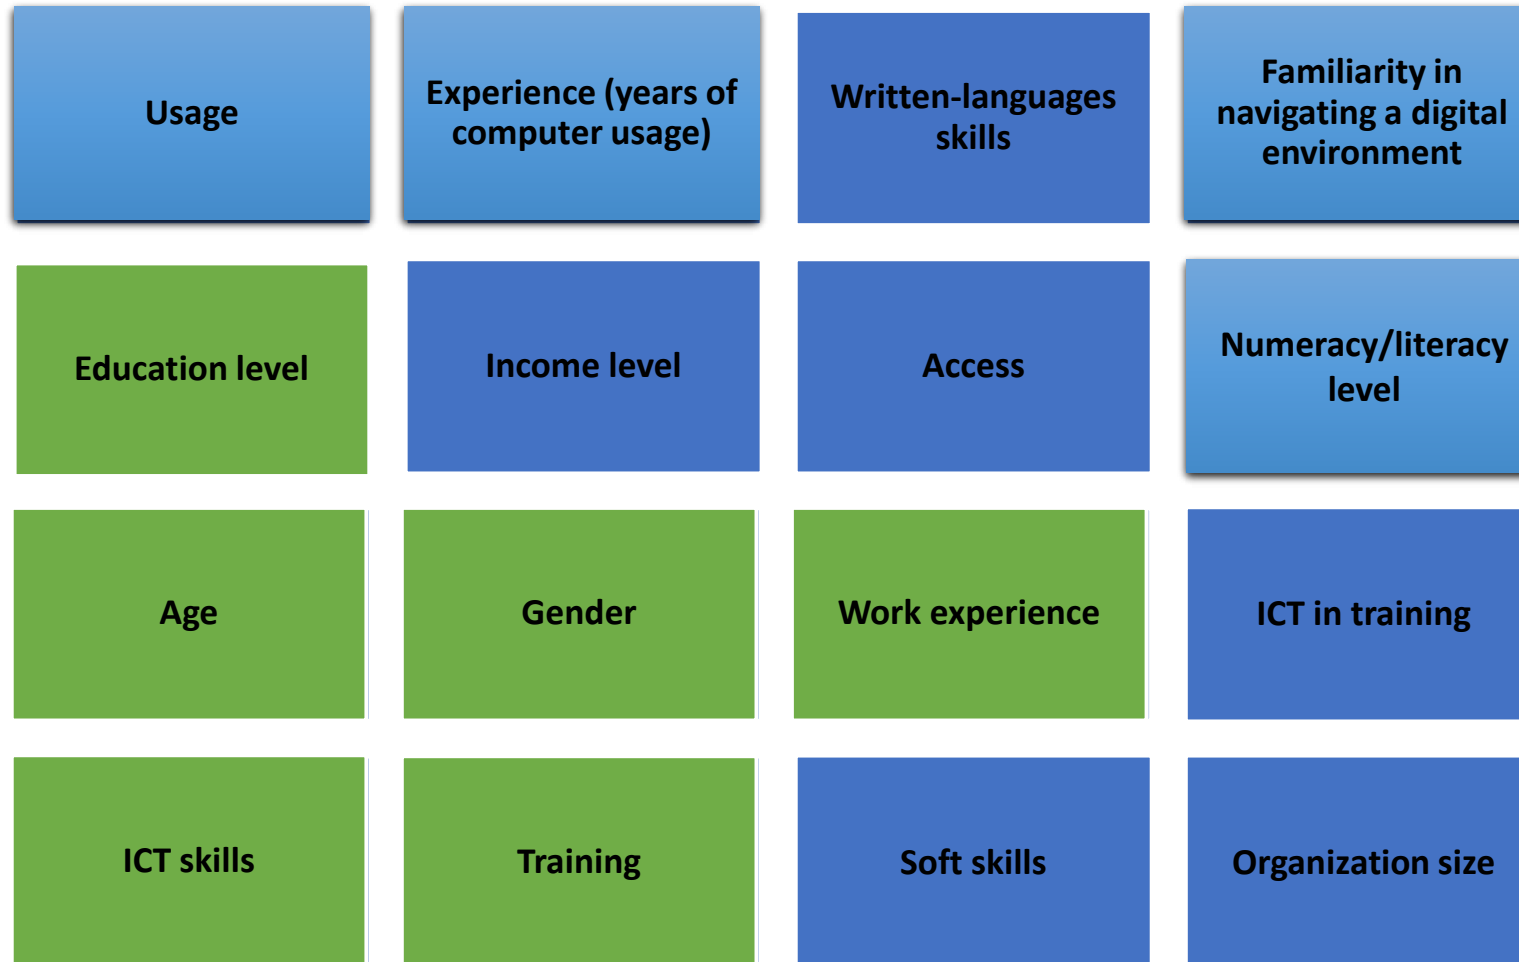 Usage
Experience (years of
computer usage)
Written-languages
skills
Familiarity in
navigating a digital
environment
Education level
Income level
Access
Numeracy/literacy
level
Age
Gender
Work experience
ICT in training
ICT skills
Training
Soft skills
Organization size